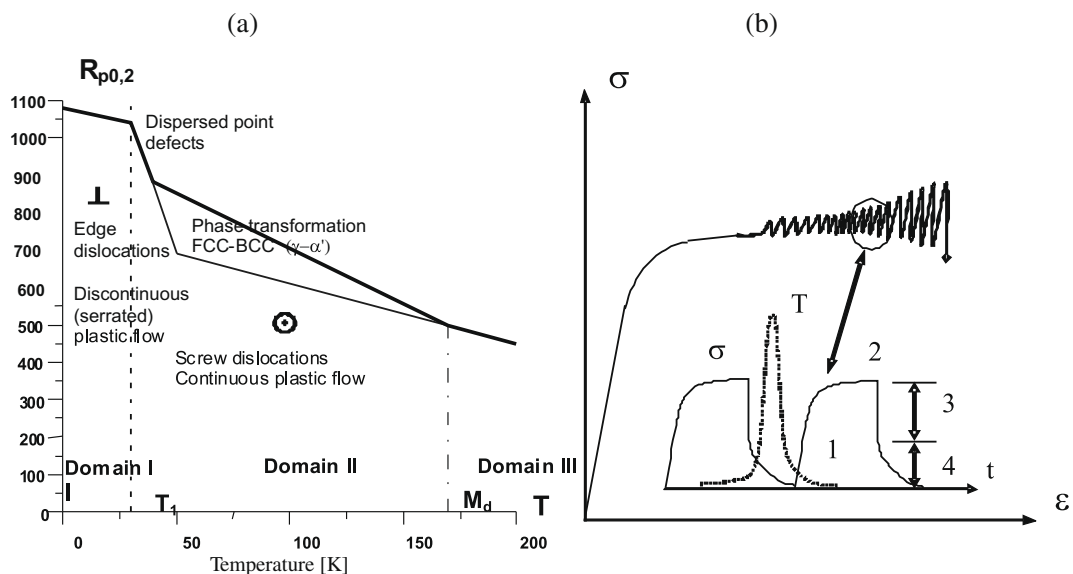 (a)
R p0,2
1100
1000
900
800
700
600
500
400
300
200
100
0
Dispersed point
defects
Edge
dislocations
Phase transformation
FCC-BCC (γ-α')
Discontinuous
(serrated)
plastic flow
Screw dislocations
Continuous plastic flow
Domain I
I
Domain II
Domain III
T1
Md
T
0
50
100
150
200
Temperature [K]
(b)
σ
T
σ
2
3
1
4
t
ε